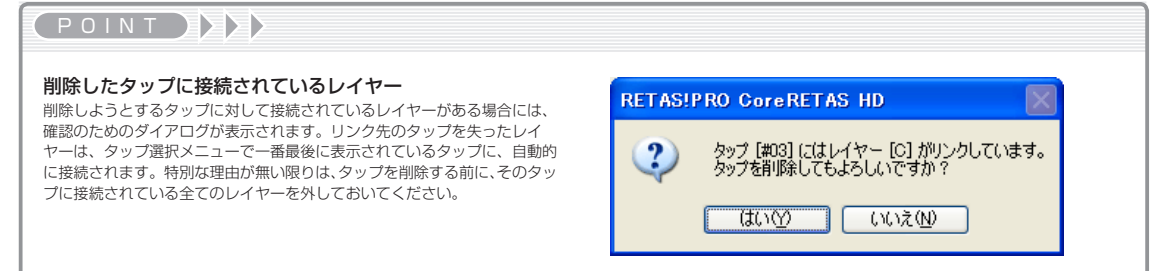 POINT
削除したタップに接続されているレイヤー
削除しようとするタップに対して接続されているレイヤーがある場合には、
確認のためのダイアログが表示されます。リンク先のタップを失ったレイ
ヤーは、タップ選択メニューで一番最後に表示されているタップに、自動的
に接続されます。特別な理由が無い限りは、タップを削除する前に、そのタッ
プに接続されている全てのレイヤーを外しておいてください。
RETAS!PRO CoreRETAS HD
タップ [#03] にはレイヤー [C] がリンクしています。
タップを削除してもよろしいですか？
はい(Y)
いいえ(N)